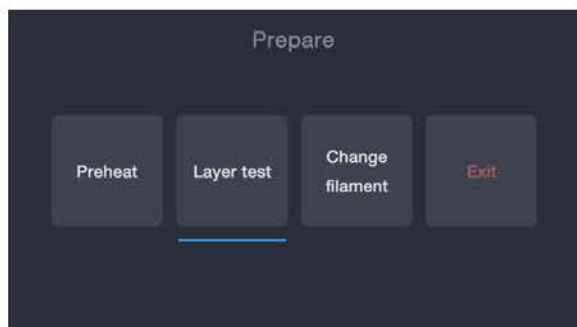 Prepare
Preheat
Layer test
Change
filament
Exit